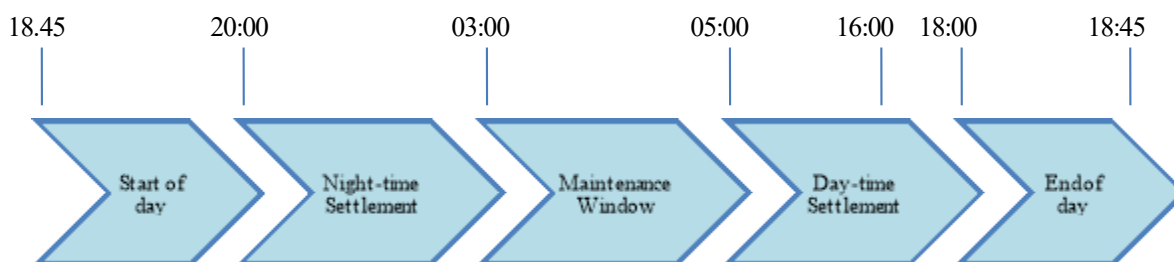 18.45 20:00 03:00 05:00 16:00 18:00 18:45
Start of
day
Night-time
Settlement
Maintenance
Window
Day-time
Settlement
Endof
day